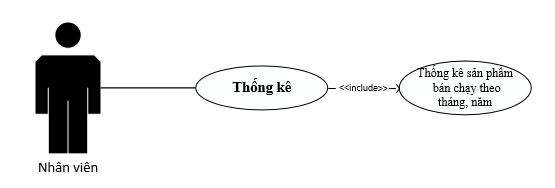 Thống kê
<<include>>
Thống kê sản phẩm
bán chạy theo
tháng, năm
Nhân viên